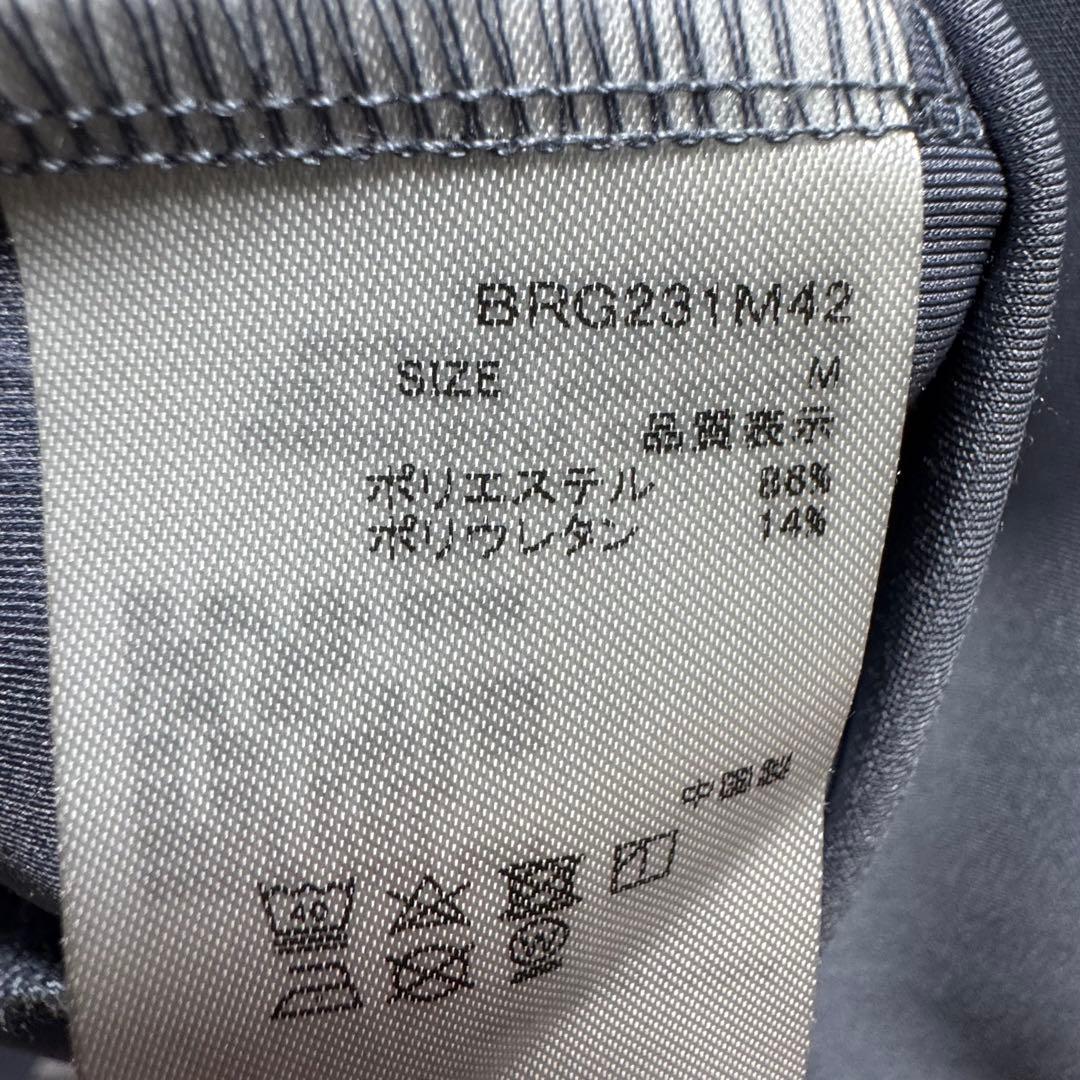 BRG231M42
SIZE M
品質表示
ポリエステル 86%
ポリウレタン 14%
中国製
40
W